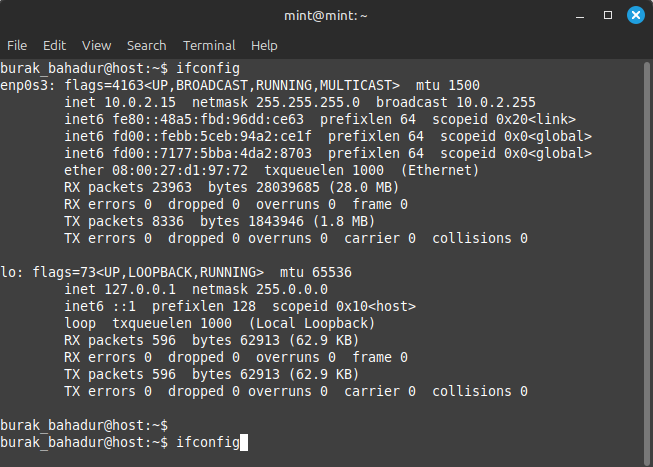 mint@mint: ~
File Edit View Search Terminal Help
burak_bahadur@host:~$ ifconfig
enp0s3: flags=4163<UP,BROADCAST,RUNNING,MULTICAST>  mtu 1500
        inet 10.0.2.15  netmask 255.255.255.0  broadcast 10.0.2.255
        inet6 fe80::48a5:fbd:96dd:ce63  prefixlen 64  scopeid 0x20<link>
        inet6 fd00::febb:5ceb:94a2:ce1f  prefixlen 64  scopeid 0x0<global>
        inet6 fd00::7177:5bba:4da2:8703  prefixlen 64  scopeid 0x0<global>
        ether 08:00:27:d1:97:72  txqueuelen 1000  (Ethernet)
        RX packets 23963  bytes 28039685 (28.0 MB)
        RX errors 0  dropped 0  overruns 0  frame 0
        TX packets 8336  bytes 1843946 (1.8 MB)
        TX errors 0  dropped 0 overruns 0  carrier 0  collisions 0
lo: flags=73<UP,LOOPBACK,RUNNING>  mtu 65536
        inet 127.0.0.1  netmask 255.0.0.0
        inet6 ::1  prefixlen 128  scopeid 0x10<host>
        loop  txqueuelen 1000  (Local Loopback)
        RX packets 596  bytes 62913 (62.9 KB)
        RX errors 0  dropped 0  overruns 0  frame 0
        TX packets 596  bytes 62913 (62.9 KB)
        TX errors 0  dropped 0 overruns 0  carrier 0  collisions 0
burak_bahadur@host:~$
burak_bahadur@host:~$ ifconfig